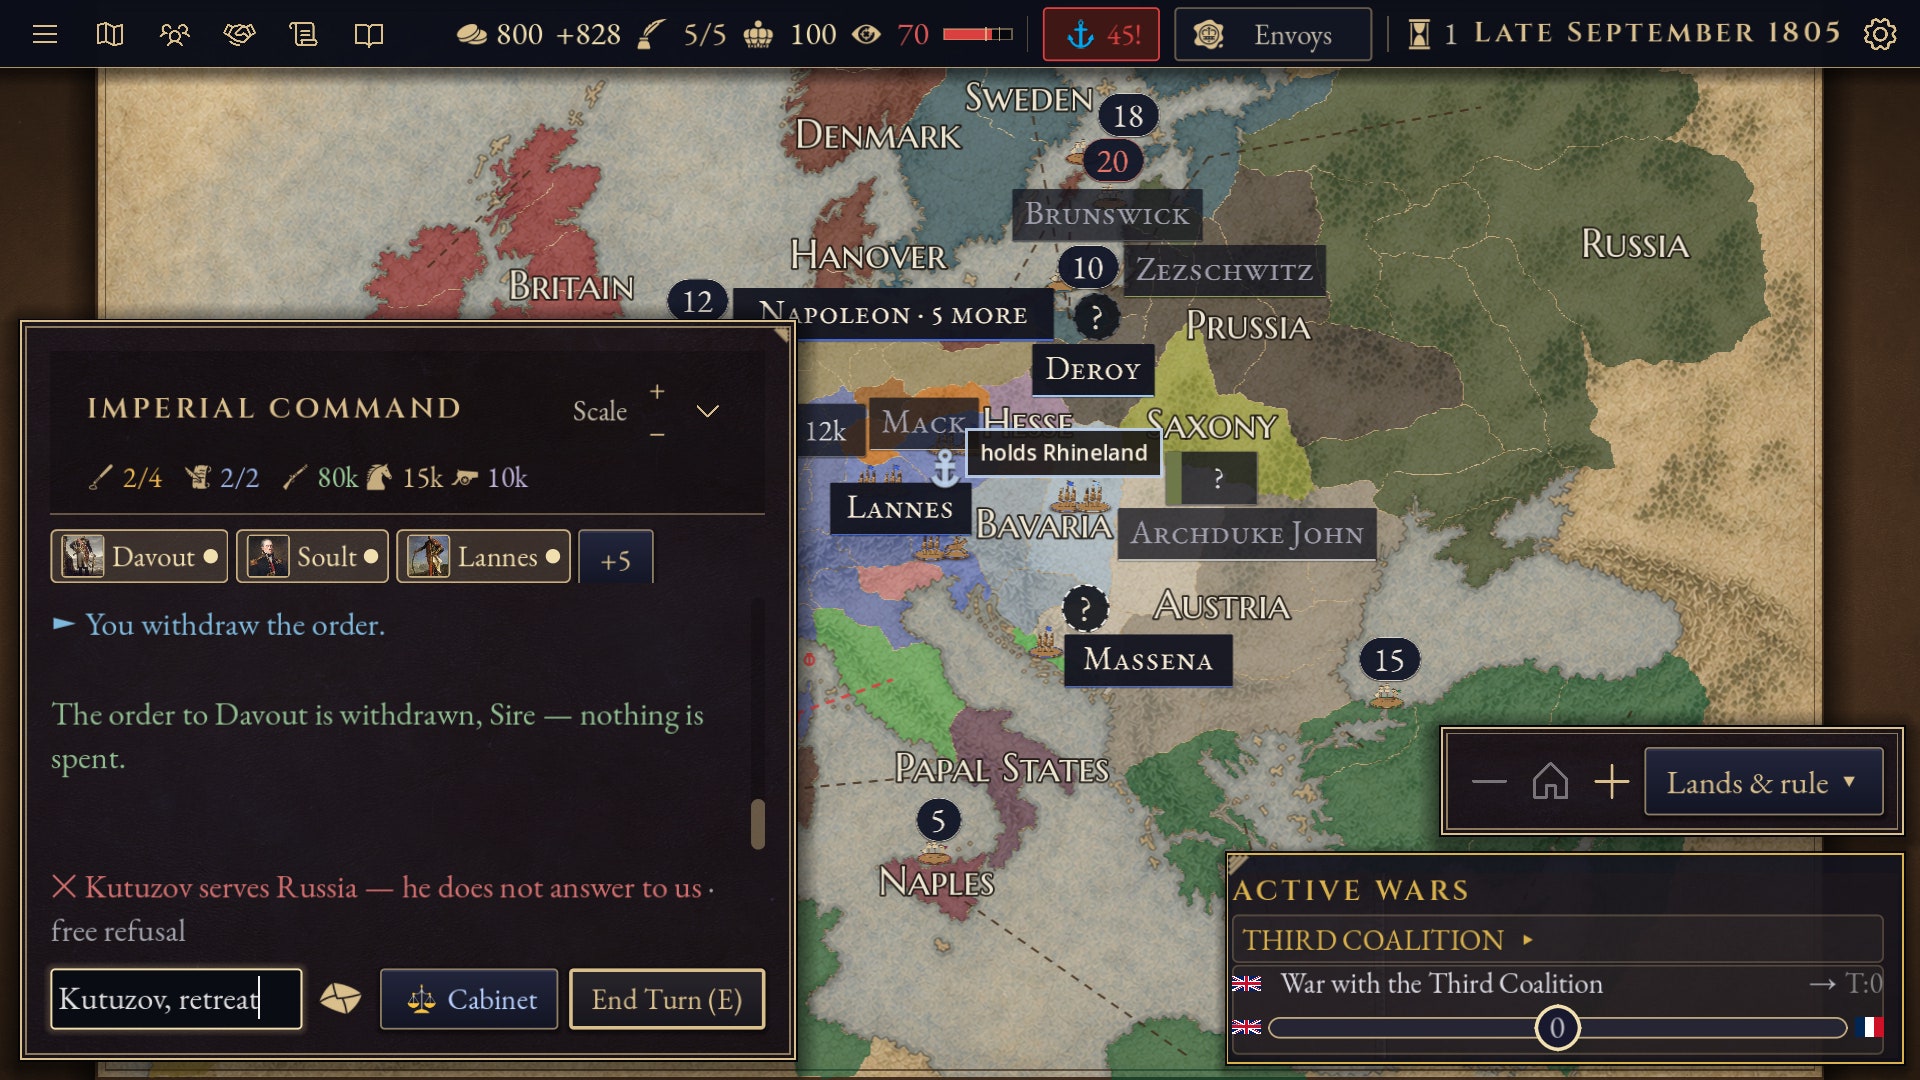 800 +828
5/5
100
70
45!
Envoys
1
Late September 1805
Sweden
18
Denmark
20
Brunswick
Russia
Hanover
10
Zezschwitz
Britain
12
Napoleon · 5 more
?
Prussia
Deroy
12k
Mack
Hesse
Saxony
holds Rhineland
?
Lannes
Bavaria
Archduke John
?
Austria
Massena
15
Papal States
5
Naples
Imperial Command
Scale
+
−
2/4
2/2
80k
15k
10k
Davout
Soult
Lannes
+5
► You withdraw the order.
The order to Davout is withdrawn, Sire — nothing is
spent.
╳ Kutuzov serves Russia — he does not answer to us ·
free refusal
Kutuzov, retreat
Cabinet
End Turn (E)
Lands & rule ▼
Active Wars
THIRD COALITION ▸
War with the Third Coalition
→ T:0
0